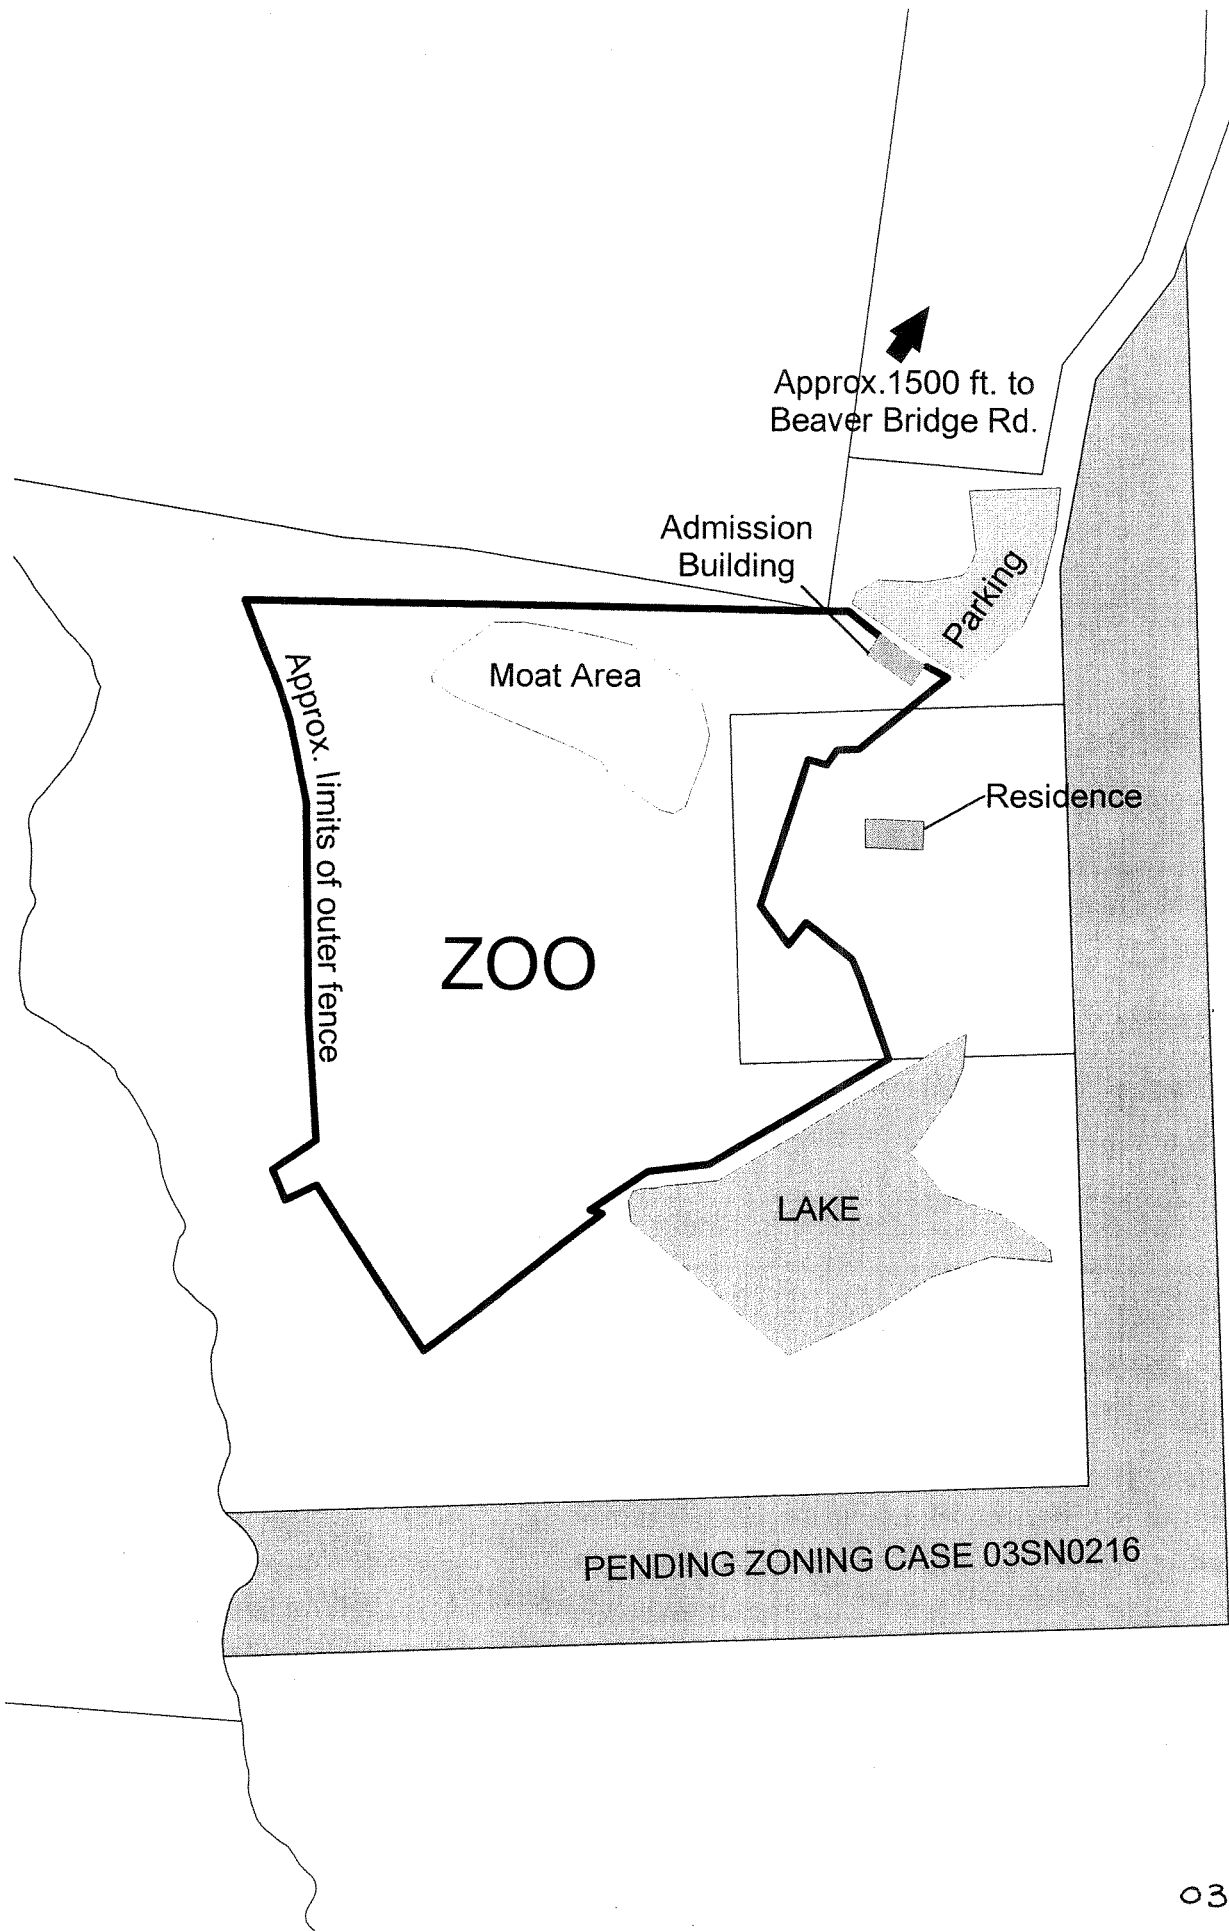 Approx.1500 ft. to
Beaver Bridge Rd.
Admission
Building
Parking
Moat Area
Approx. limits of outer fence
Residence
ZOO
LAKE
PENDING ZONING CASE 03SN0216
03